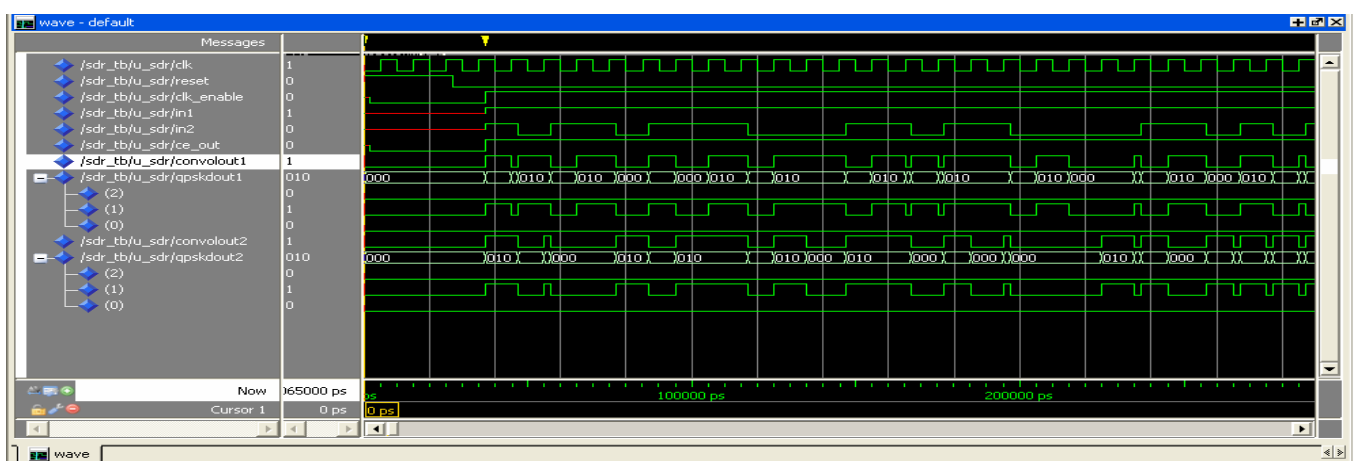 wave - default
Messages
/sdr_tb/u_sdr/clk 1
/sdr_tb/u_sdr/reset 0
/sdr_tb/u_sdr/clk_enable 0
/sdr_tb/u_sdr/in1 1
/sdr_tb/u_sdr/in2 0
/sdr_tb/u_sdr/ce_out 0
/sdr_tb/u_sdr/convolout1 1
/sdr_tb/u_sdr/qpskdout1 010 000 010 010 000 000 010 010 010 010 010 000 010 000 010
(2) 0
(1) 1
(0) 0
/sdr_tb/u_sdr/convolout2 1
/sdr_tb/u_sdr/qpskdout2 010 000 010 000 010 010 010 000 010 000 000 000 010 000
(2) 0
(1) 1
(0) 0
Now 065000 ps ps 100000 ps 200000 ps
Cursor 1 0 ps 0 ps
wave